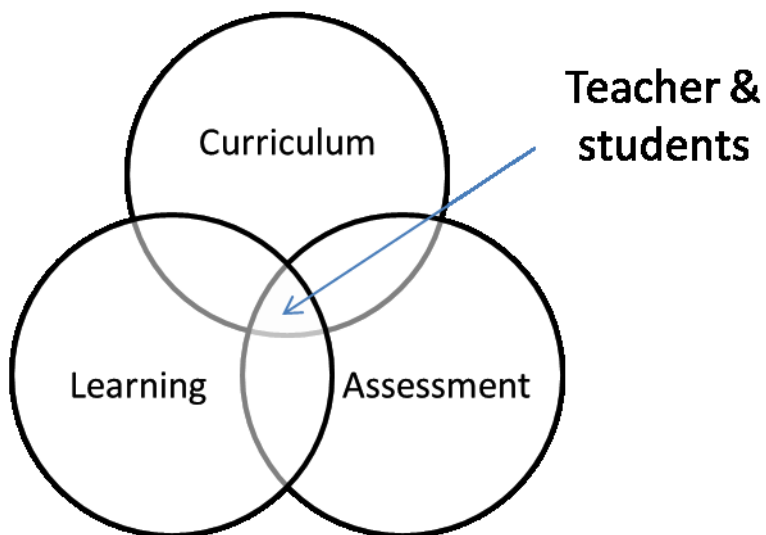 Teacher &
students
Curriculum
Learning
Assessment